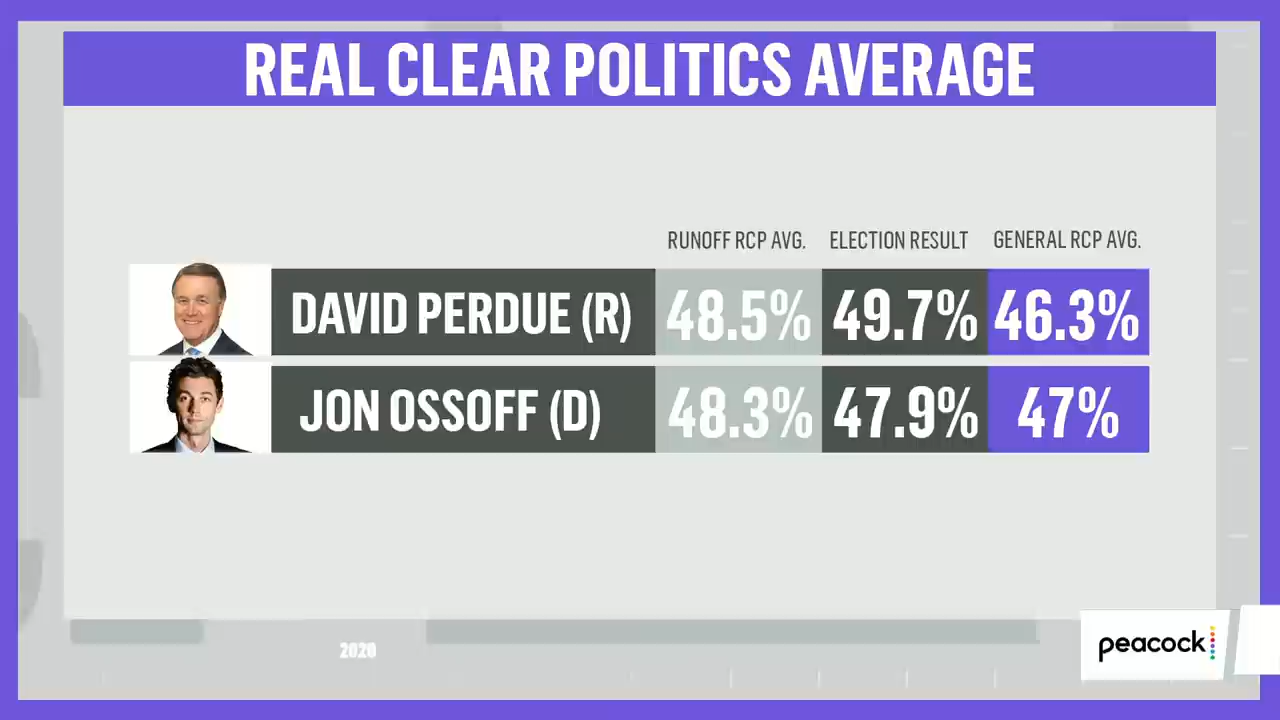 REAL CLEAR POLITICS AVERAGE
RUNOFF RCP AVG. ELECTION RESULT GENERAL RCP AVG.
DAVID PERDUE (R) 48.5% 49.7% 46.3%
JON OSSOFF (D) 48.3% 47.9% 47%
2020
peacock